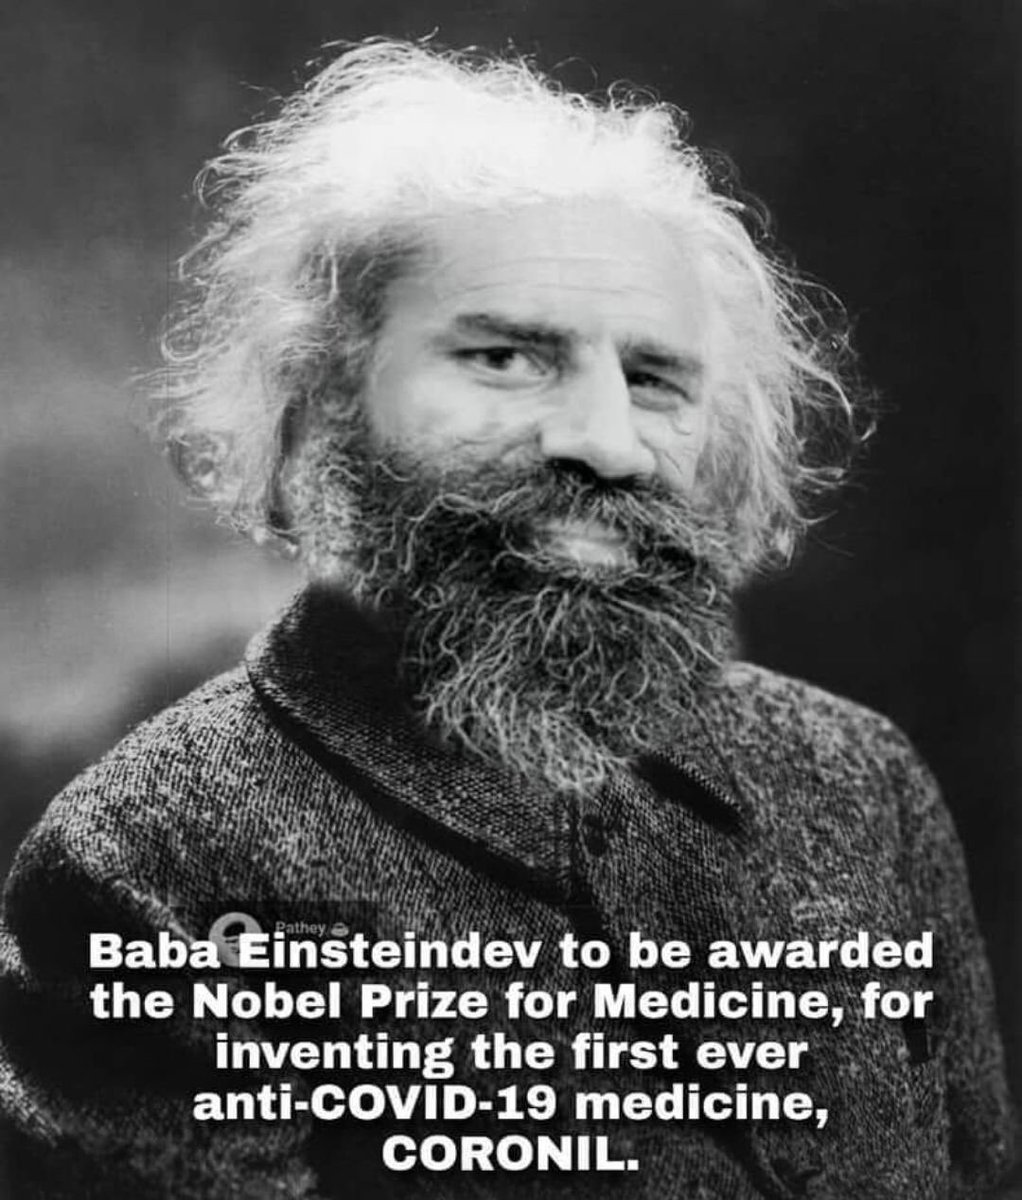 Pathey
Baba Einsteindev to be awarded
the Nobel Prize for Medicine, for
inventing the first ever
anti-COVID-19 medicine,
CORONIL.